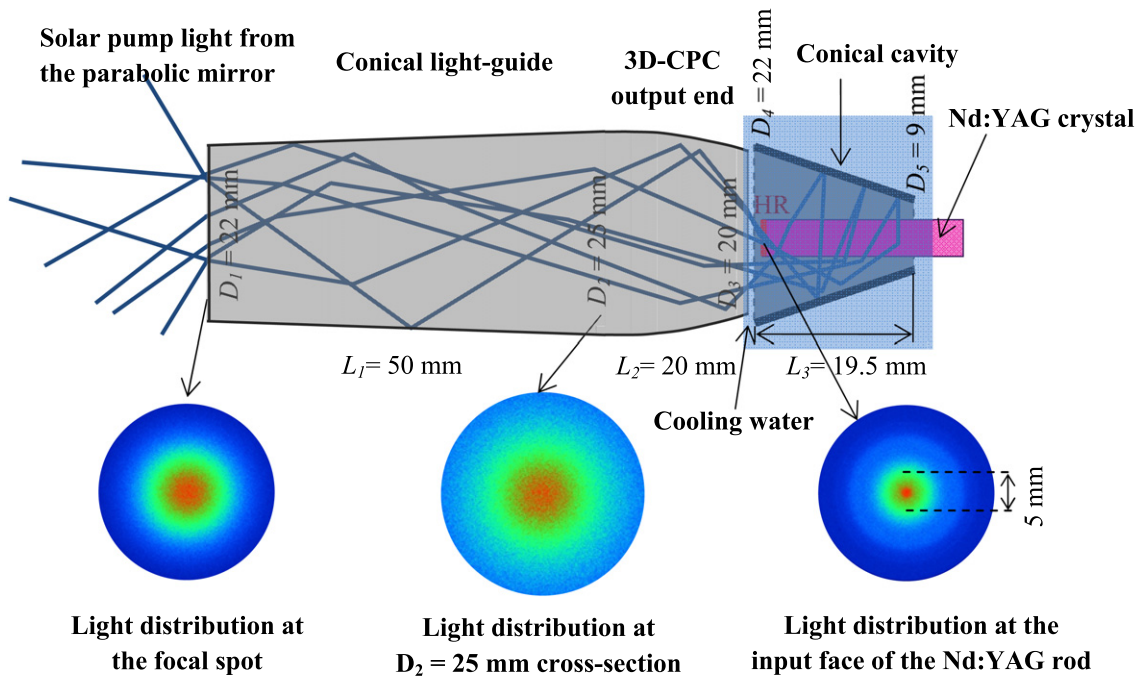 Solar pump light from
the parabolic mirror
Conical light-guide
3D-CPC
output end
D4 = 22 mm
Conical cavity
D5 = 9 mm
Nd:YAG crystal
HR
D1 = 22 mm
D2 = 25 mm
D3 = 20 mm
L1= 50 mm
L2= 20 mm
L3= 19.5 mm
Cooling water
5 mm
Light distribution at
the focal spot
Light distribution at
D2 = 25 mm cross-section
Light distribution at the
input face of the Nd:YAG rod